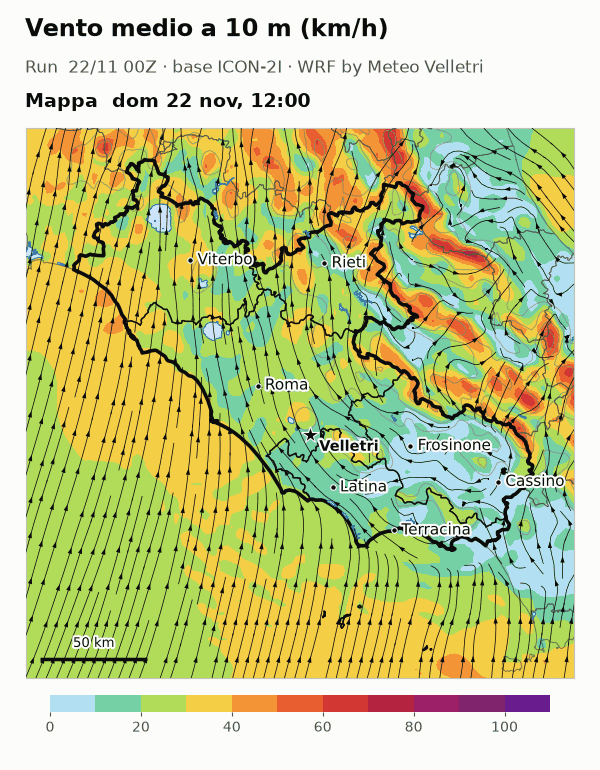 Vento medio a 10 m (km/h)
Run 22/11 00Z · base ICON-2I · WRF by Meteo Velletri
Mappa dom 22 nov, 12:00
Viterbo
Rieti
Roma
Velletri
Frosinone
Latina
Cassino
Terracina
50 km
0 20 40 60 80 100